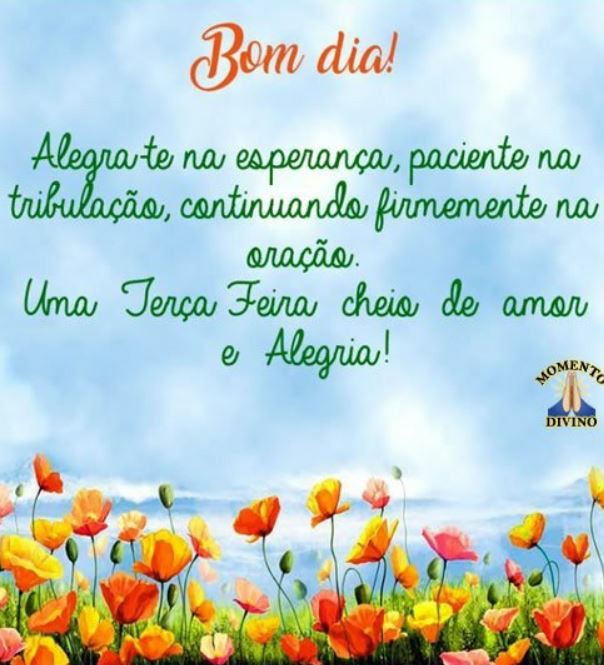 Bom dia!
Alegra-te na esperança, paciente na
tribulação, continuando firmemente na
oração.
Uma Terça Feira cheio de amor
e Alegria!
MOMENTO
DIVINO